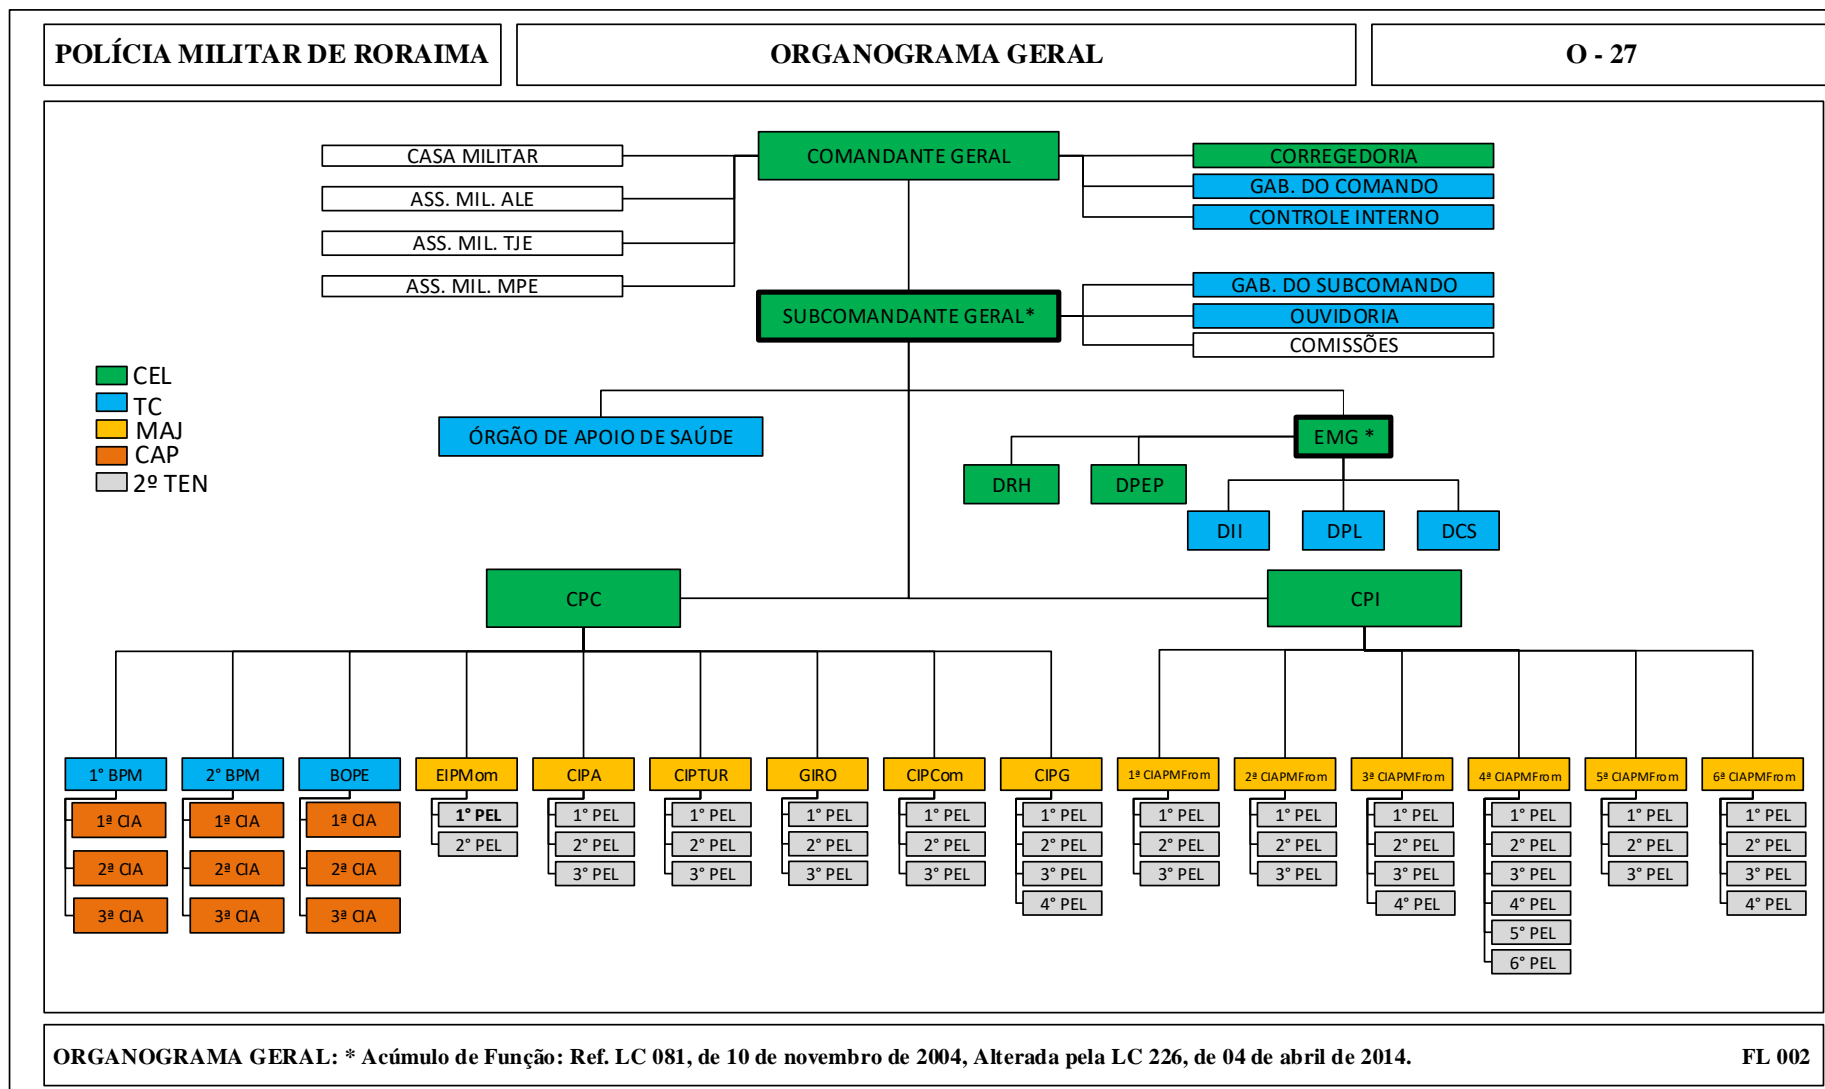 POLÍCIA MILITAR DE RORAIMA
ORGANOGRAMA GERAL
O - 27
COMANDANTE GERAL
CASA MILITAR
ASS. MIL. ALE
ASS. MIL. TJE
ASS. MIL. MPE
CORREGEDORIA
GAB. DO COMANDO
CONTROLE INTERNO
SUBCOMANDANTE GERAL*
GAB. DO SUBCOMANDO
OUVIDORIA
COMISSÕES
CEL
TC
MAJ
CAP
2º TEN
ÓRGÃO DE APOIO DE SAÚDE
EMG *
DRH
DPEP
DII
DPL
DCS
CPC
CPI
1° BPM
1ª CIA
2ª CIA
3ª CIA
2° BPM
1ª CIA
2ª CIA
3ª CIA
BOPE
1ª CIA
2ª CIA
3ª CIA
EIPMom
1° PEL
2° PEL
CIPA
1° PEL
2° PEL
3° PEL
CIPTUR
1° PEL
2° PEL
3° PEL
GIRO
1° PEL
2° PEL
3° PEL
CIPCom
1° PEL
2° PEL
3° PEL
CIPG
1° PEL
2° PEL
3° PEL
4° PEL
1ª CIAPMFrom
1° PEL
2° PEL
3° PEL
2ª CIAPMFrom
1° PEL
2° PEL
3° PEL
3ª CIAPMFrom
1° PEL
2° PEL
3° PEL
4° PEL
4ª CIAPMFrom
1° PEL
2° PEL
3° PEL
4° PEL
5° PEL
6° PEL
5ª CIAPMFrom
1° PEL
2° PEL
3° PEL
6ª CIAPMFrom
1° PEL
2° PEL
3° PEL
4° PEL
ORGANOGRAMA GERAL: * Acúmulo de Função: Ref. LC 081, de 10 de novembro de 2004, Alterada pela LC 226, de 04 de abril de 2014.
FL 002